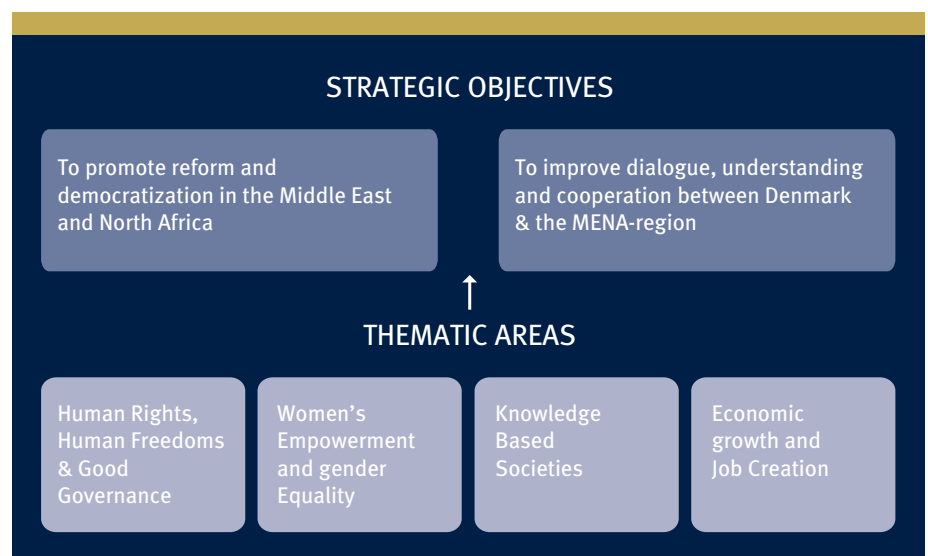 STRATEGIC OBJECTIVES
To promote reform and
democratization in the Middle East
and North Africa
To improve dialogue, understanding
and cooperation between Denmark
& the MENA-region
↑
THEMATIC AREAS
Human Rights,
Human Freedoms
& Good
Governance
Women’s
Empowerment
and gender
Equality
Knowledge
Based
Societies
Economic
growth and
Job Creation